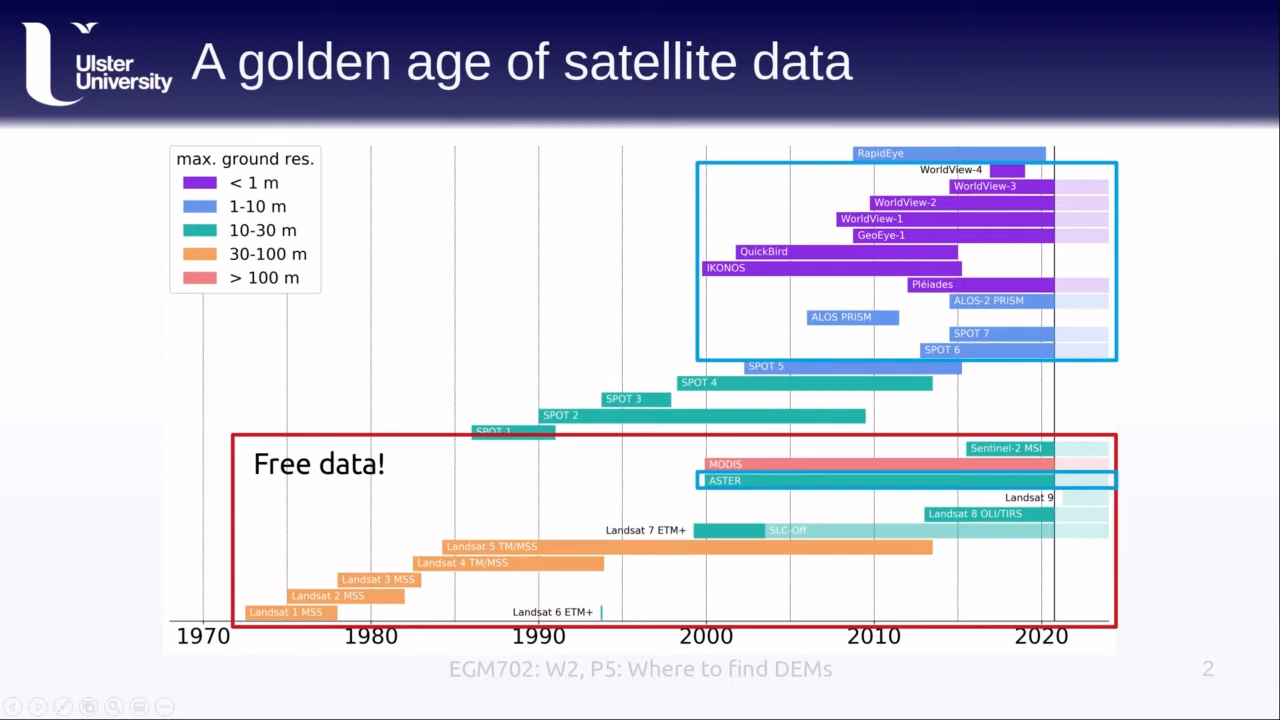 Ulster
University
A golden age of satellite data
max. ground res.
< 1 m
1-10 m
10-30 m
30-100 m
> 100 m
RapidEye
WorldView-4
WorldView-3
WorldView-2
WorldView-1
GeoEye-1
QuickBird
IKONOS
Pléiades
ALOS-2 PRISM
ALOS PRISM
SPOT 7
SPOT 6
SPOT 5
SPOT 4
SPOT 3
SPOT 2
SPOT 1
Free data!
Sentinel-2 MSI
MODIS
ASTER
Landsat 9
Landsat 8 OLI/TIRS
Landsat 7 ETM+ SLC-Off
Landsat 5 TM/MSS
Landsat 4 TM/MSS
Landsat 3 MSS
Landsat 2 MSS
Landsat 1 MSS
Landsat 6 ETM+
1970 1980 1990 2000 2010 2020
EGM702: W2, P5: Where to find DEMs
2